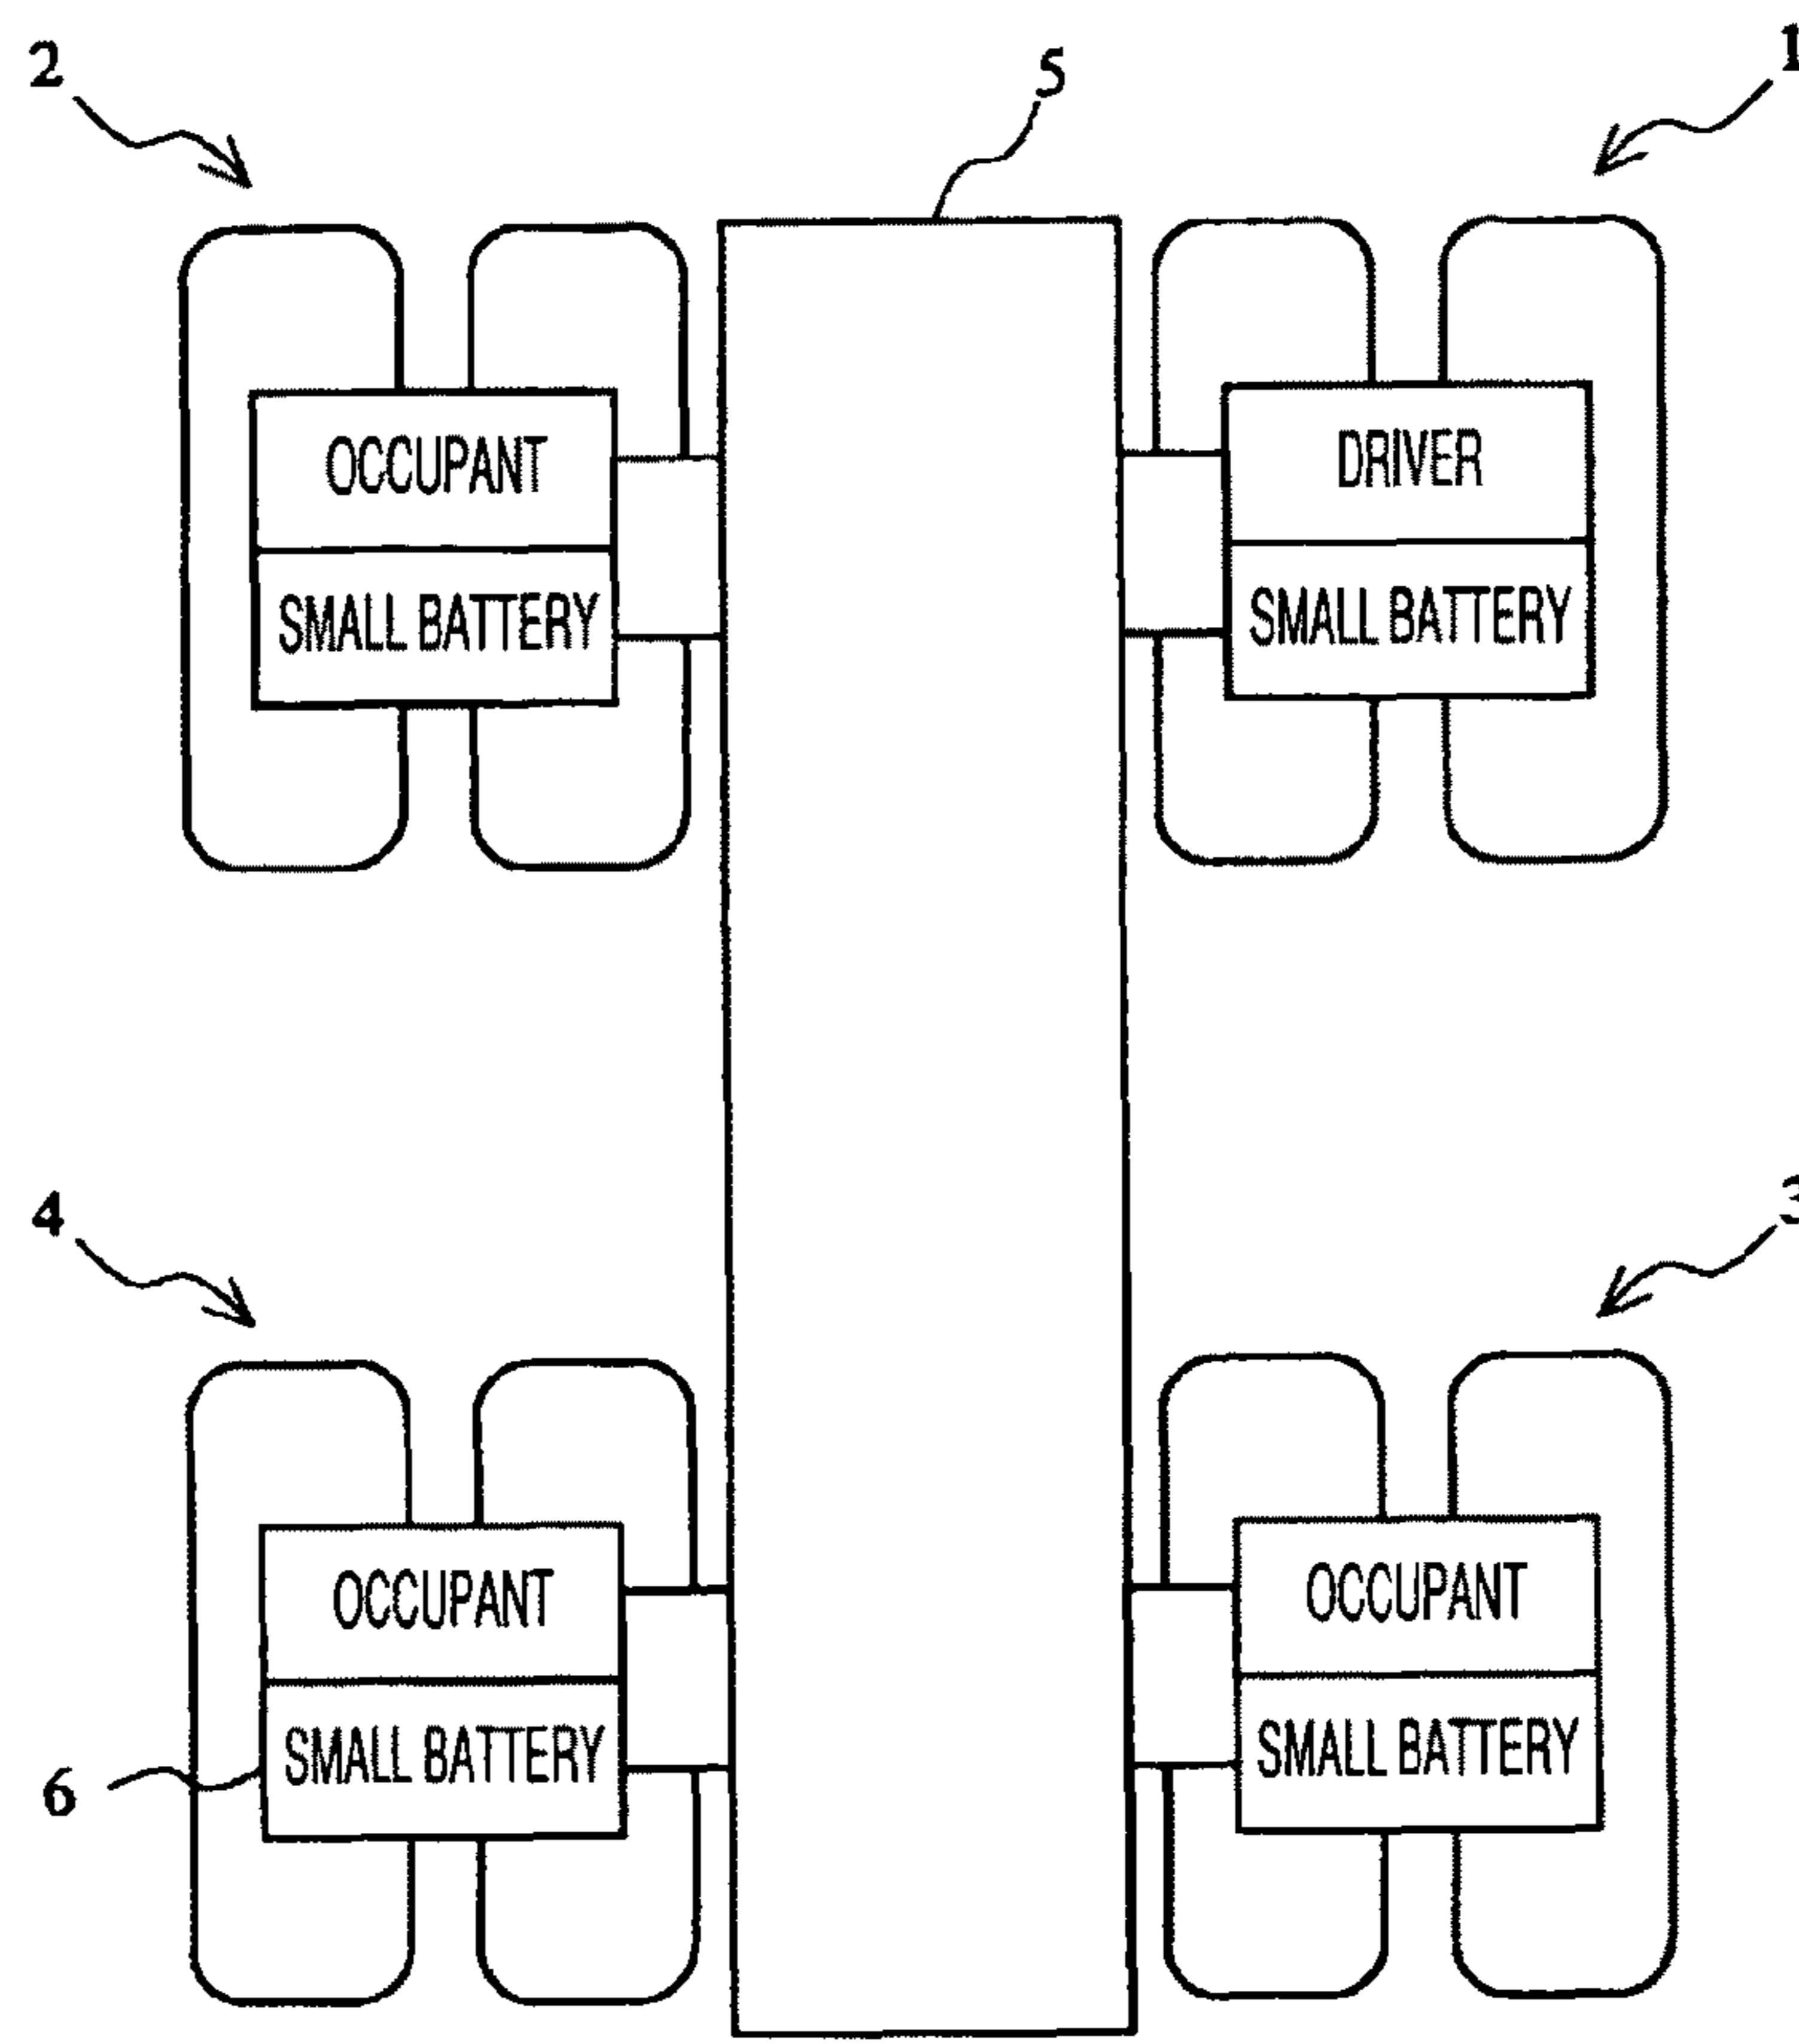 2
5
1
OCCUPANT
SMALL BATTERY
DRIVER
SMALL BATTERY
4
3
OCCUPANT
SMALL BATTERY
OCCUPANT
SMALL BATTERY
6